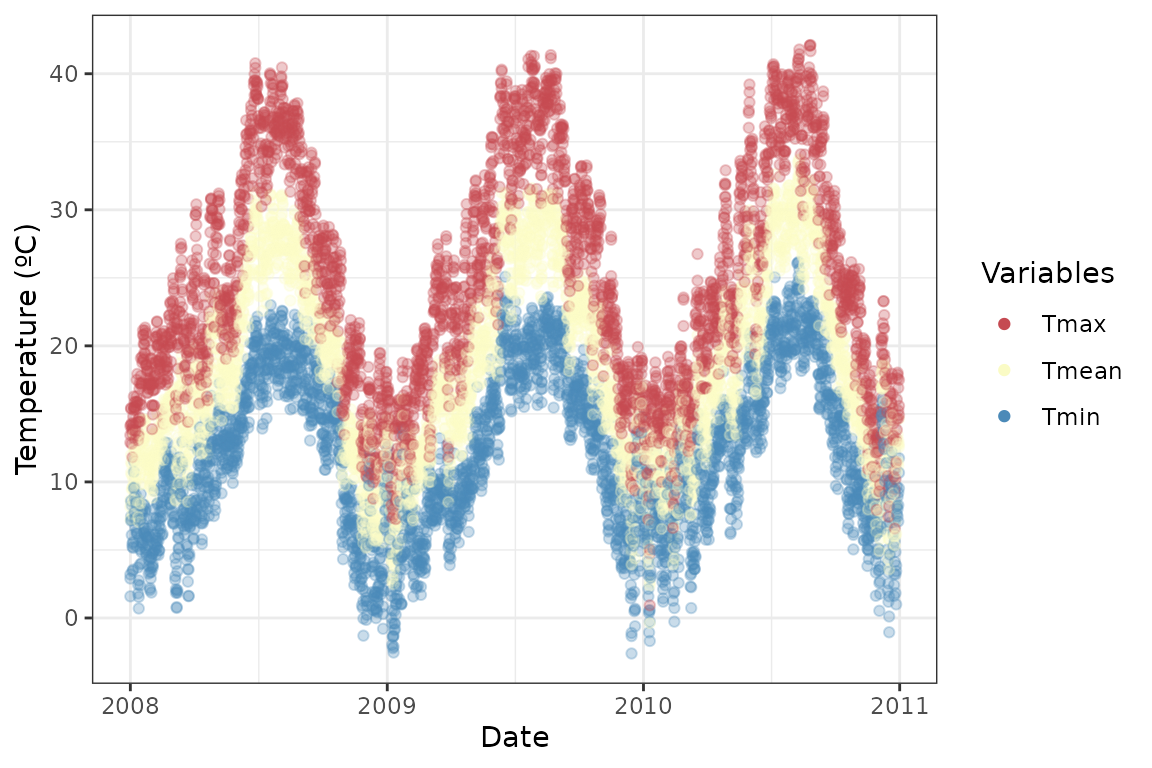 Temperature (ºC)
40
30
20
10
0
2008 2009 2010 2011
Date
Variables
Tmax
Tmean
Tmin